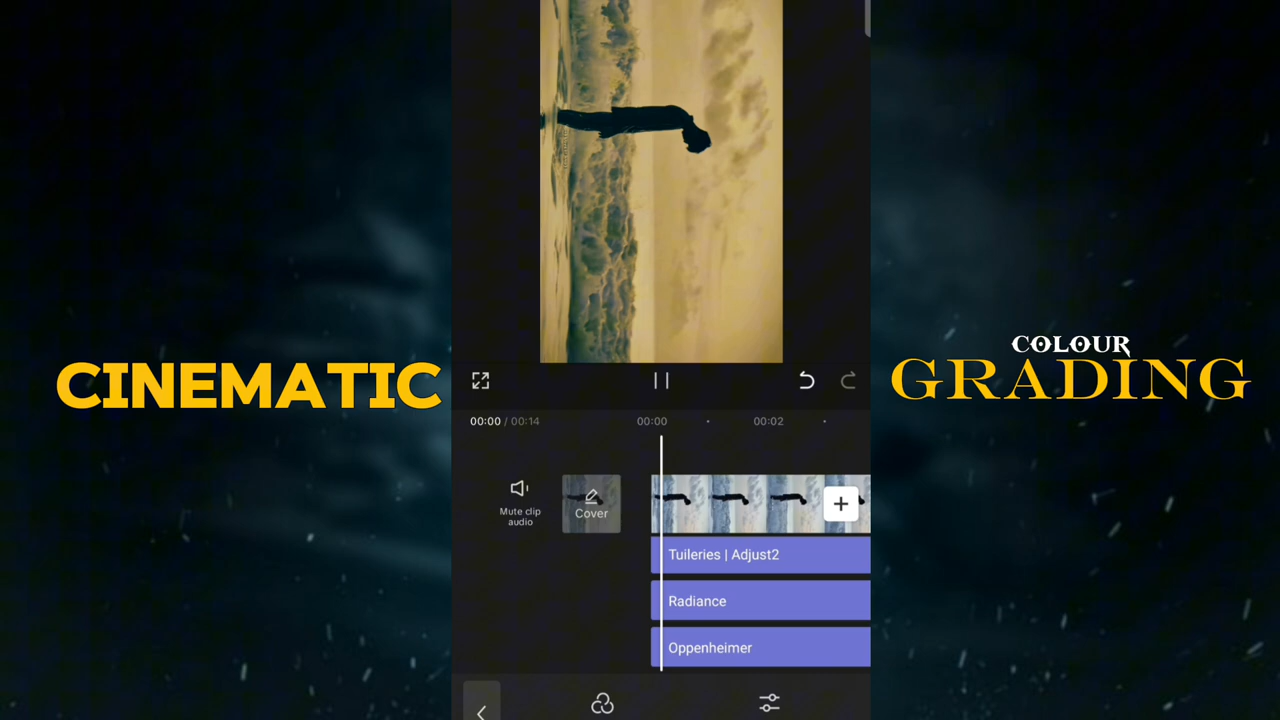 CINEMATIC
COLOUR
GRADING
00:00 / 00:14
00:00
00:02
Mute clip
audio
Cover
Tuileries | Adjust2
Radiance
Oppenheimer